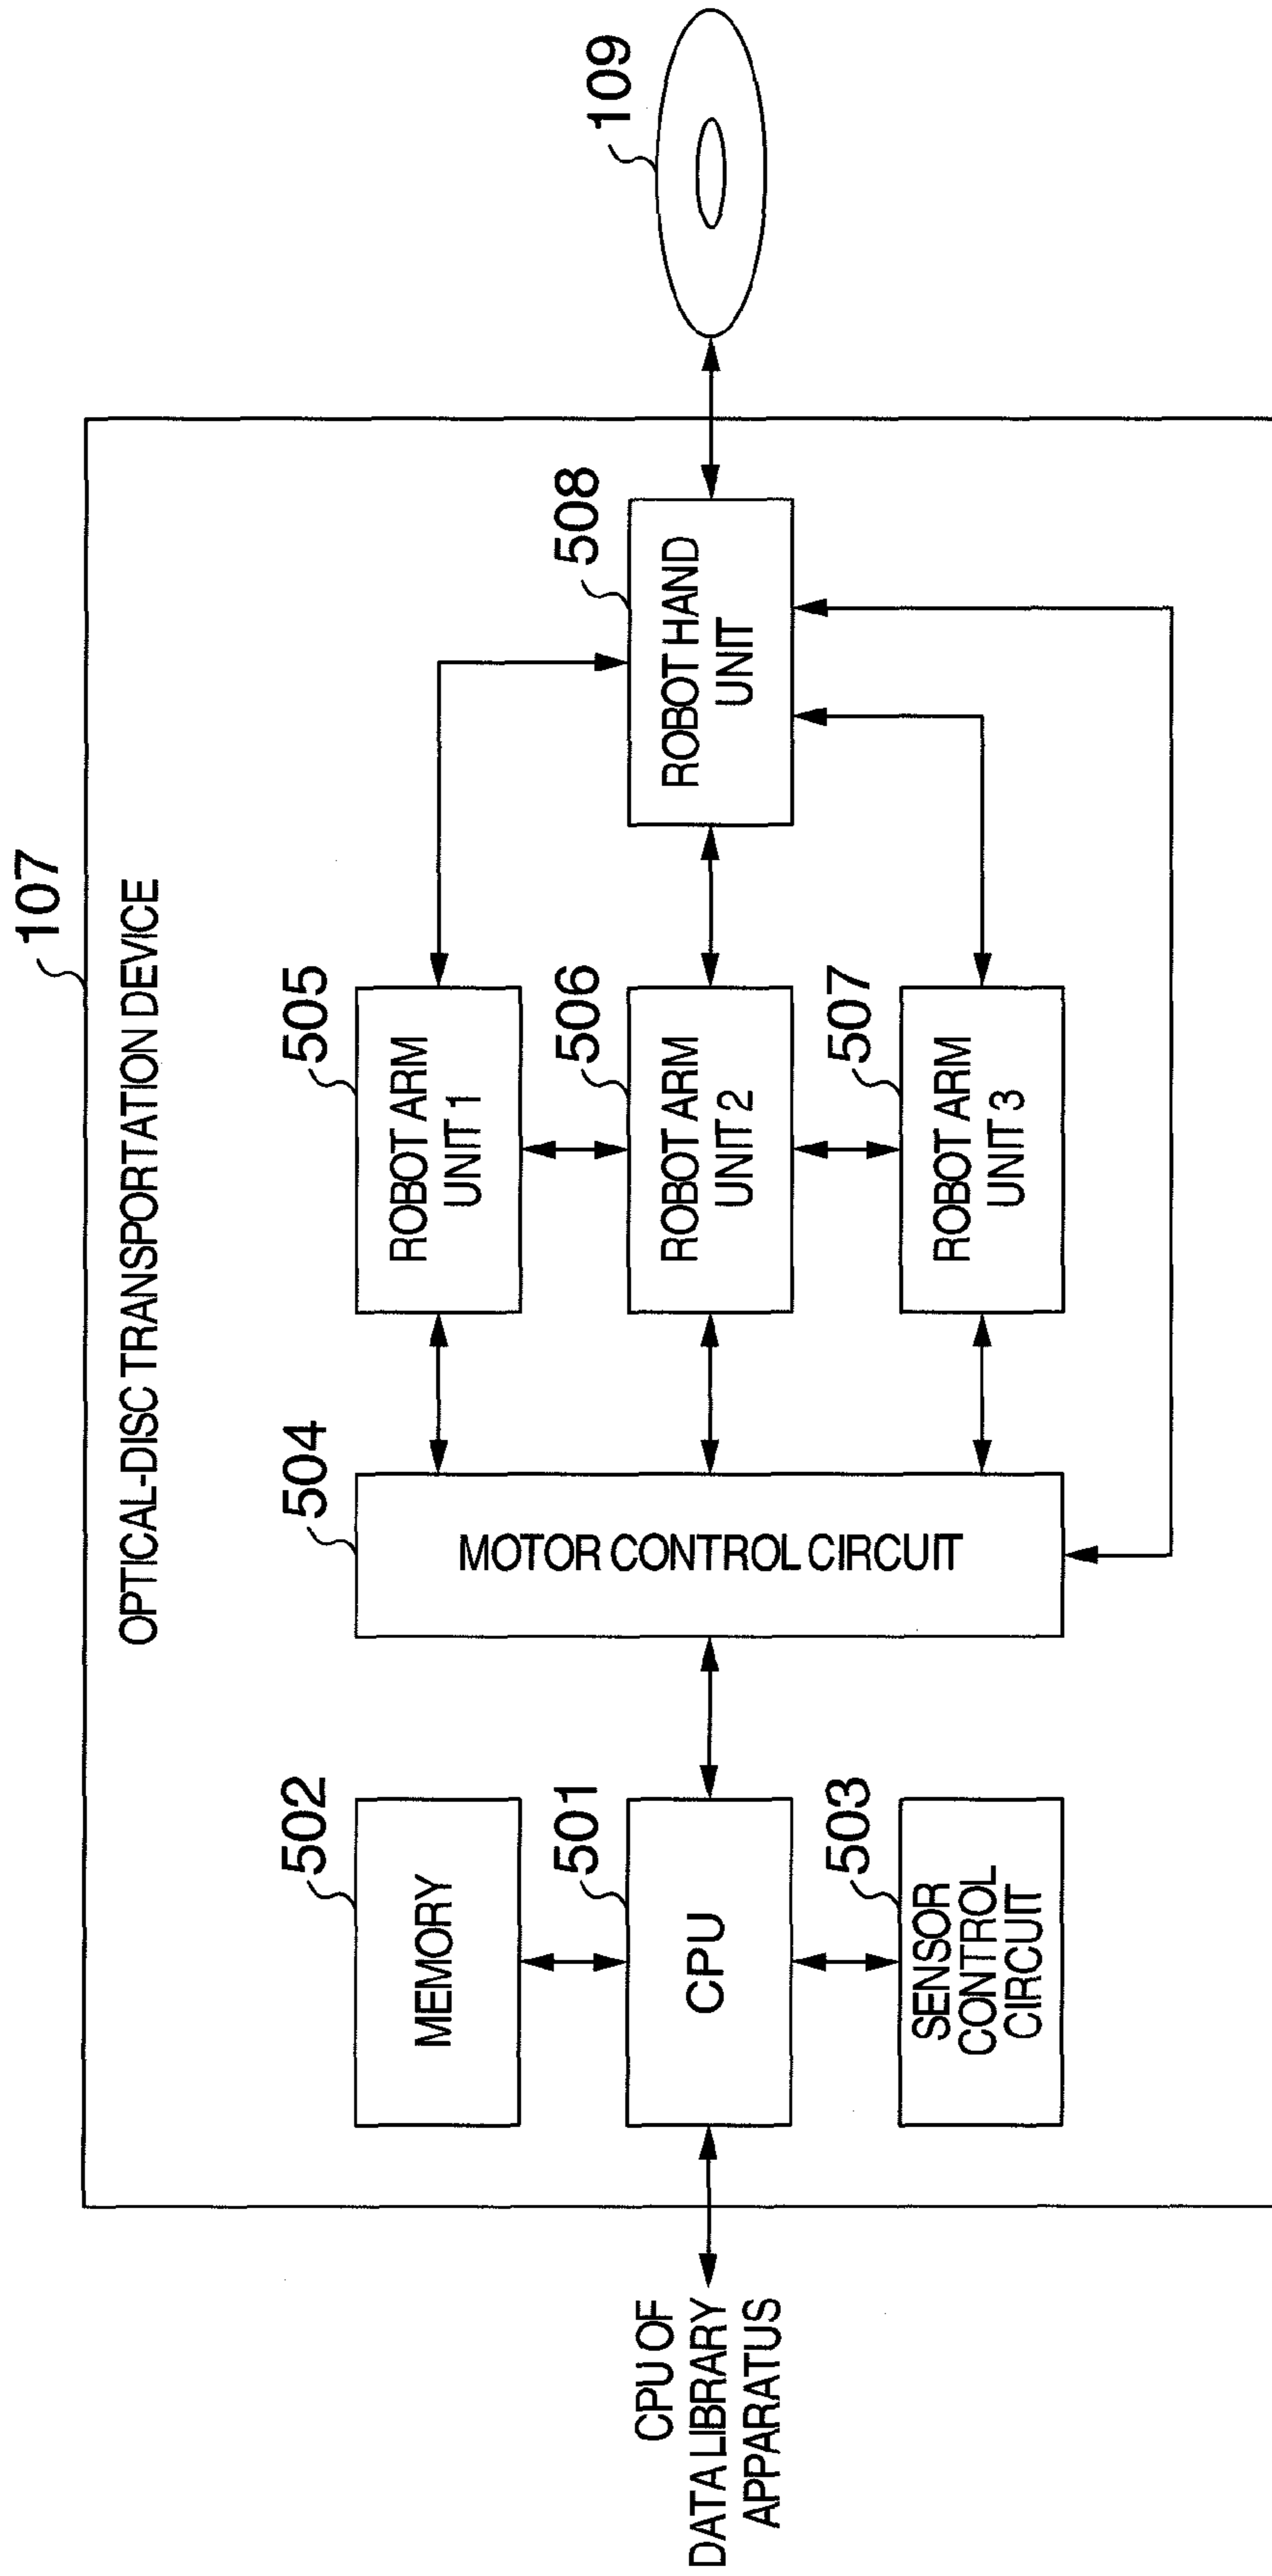 107
OPTICAL-DISC TRANSPORTATION DEVICE
502
MEMORY
501
CPU
503
SENSOR
CONTROL
CIRCUIT
CPU OF
DATA LIBRARY
APPARATUS
504
MOTOR CONTROL CIRCUIT
505
ROBOT ARM
UNIT 1
506
ROBOT ARM
UNIT 2
507
ROBOT ARM
UNIT 3
508
ROBOT HAND
UNIT
109